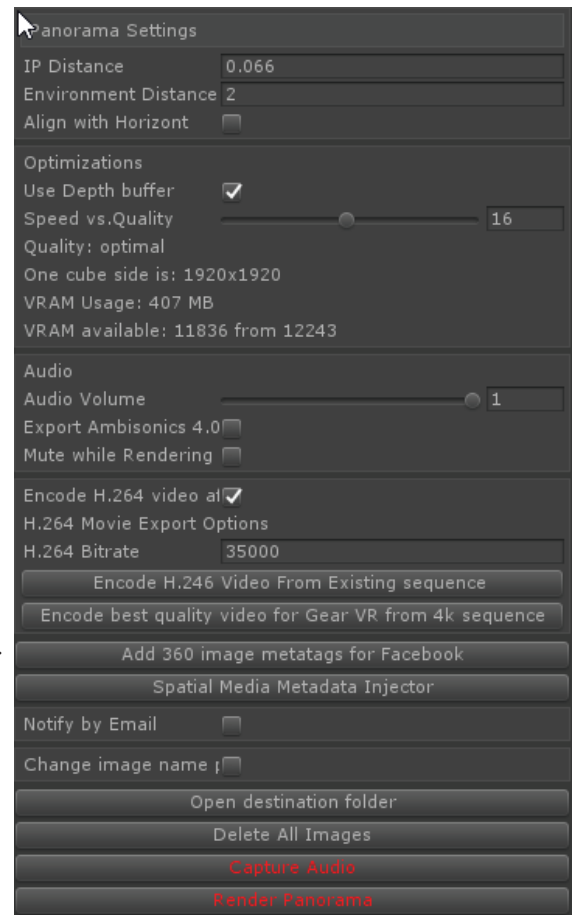 Panorama Settings
IP Distance 0.066
Environment Distance 2
Align with Horizont
Optimizations
Use Depth buffer
Speed vs.Quality 16
Quality: optimal
One cube side is: 1920x1920
VRAM Usage: 407 MB
VRAM available: 11836 from 12243
Audio
Audio Volume 1
Export Ambisonics 4.0
Mute while Rendering
Encode H.264 video af
H.264 Movie Export Options
H.264 Bitrate 35000
Encode H.246 Video From Existing sequence
Encode best quality video for Gear VR from 4k sequence
Add 360 image metatags for Facebook
Spatial Media Metadata Injector
Notify by Email
Change image name p
Open destination folder
Delete All Images
Capture Audio
Render Panorama